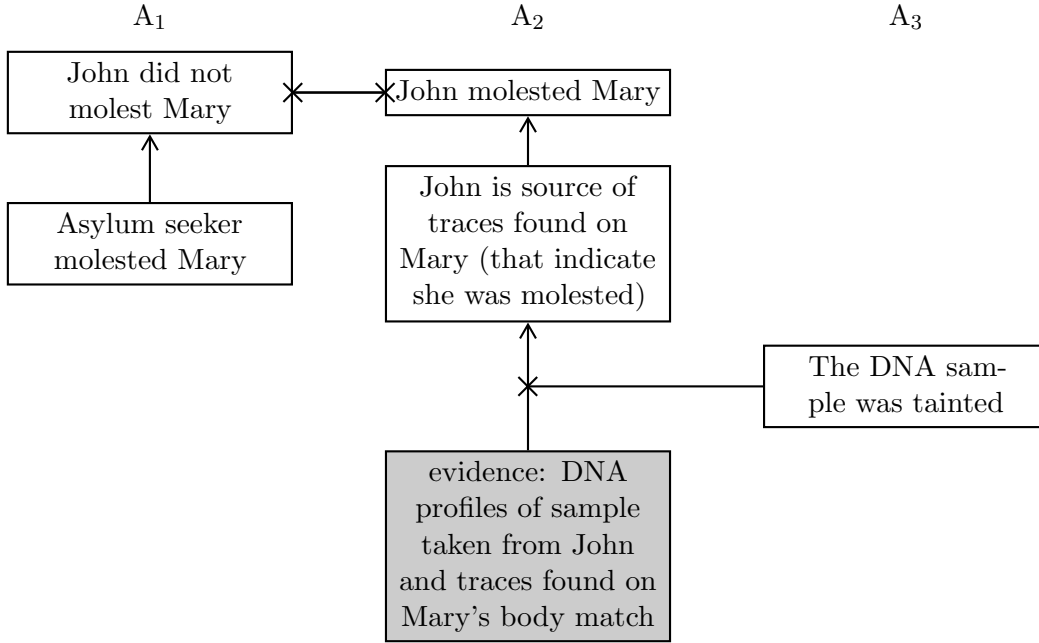 A1 A2 A3
John did not
molest Mary
John molested Mary
Asylum seeker
molested Mary
John is source of
traces found on
Mary (that indicate
she was molested)
The DNA sam-
ple was tainted
evidence: DNA
profiles of sample
taken from John
and traces found on
Mary's body match